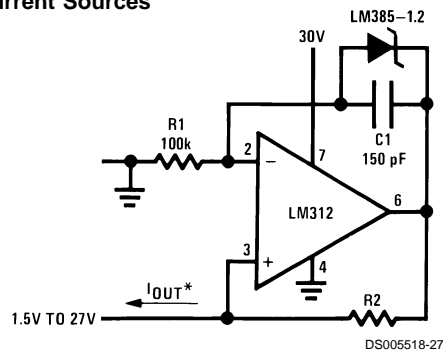 urrent Sources
LM385–1.2
30V
R1
100k
C1
150 pF
2
–
7
LM312
6
3
+
4
IOUT*
R2
1.5V TO 27V
DS005518-27